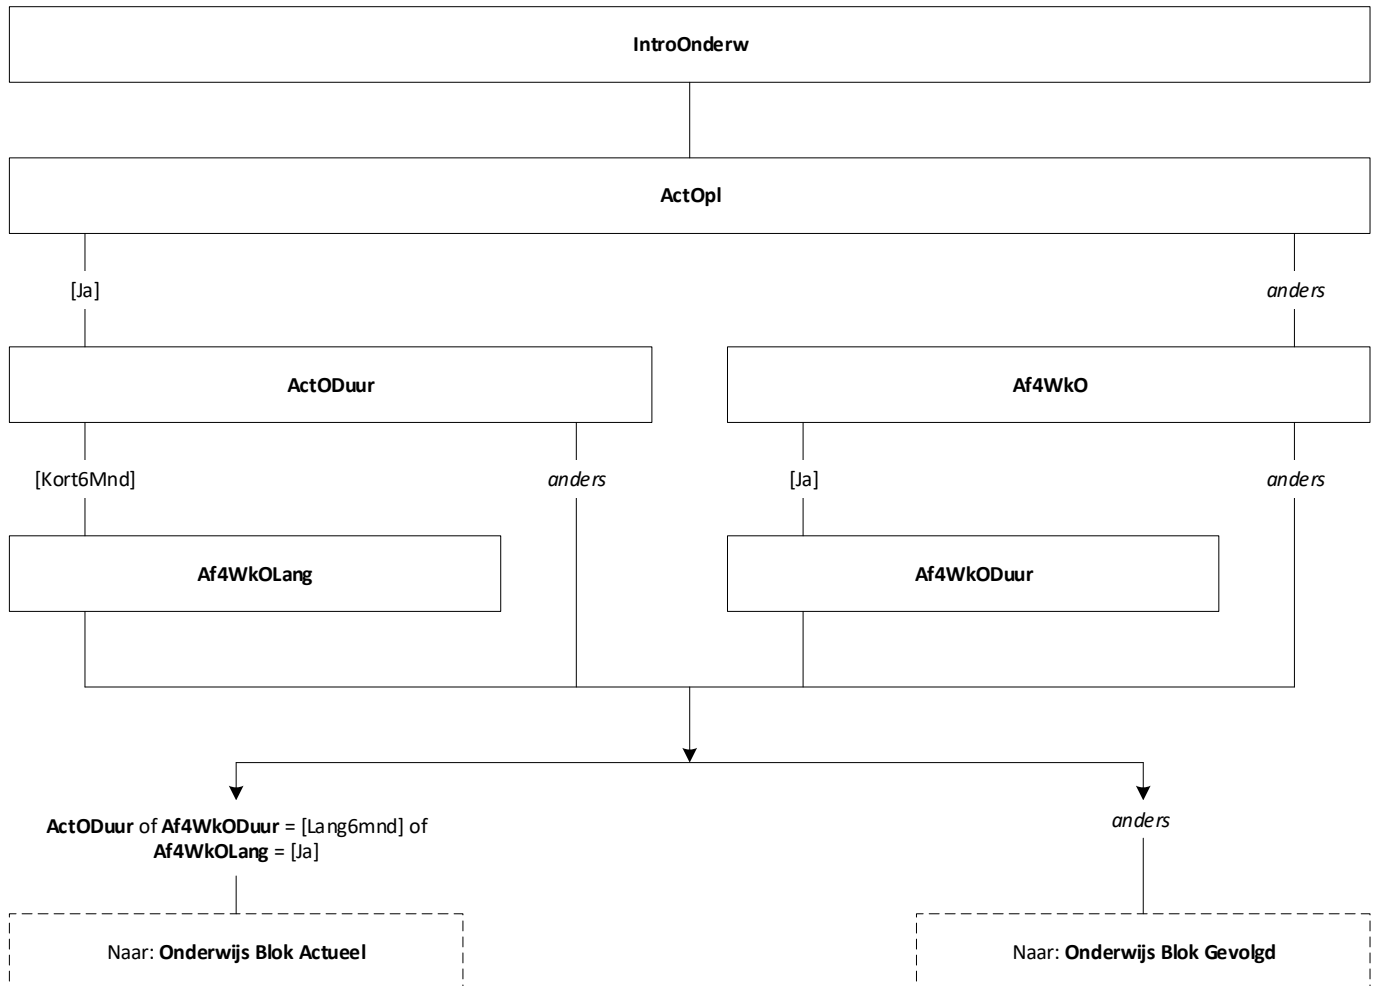 IntroOnderw
ActOpl
[Ja]
anders
ActODuur
Af4WkO
[Kort6Mnd]
anders
[Ja]
anders
Af4WkOLang
Af4WkODuur
ActODuur of Af4WkODuur = [Lang6mnd] of
Af4WkOLang = [Ja]
anders
Naar: Onderwijs Blok Actueel
Naar: Onderwijs Blok Gevolgd